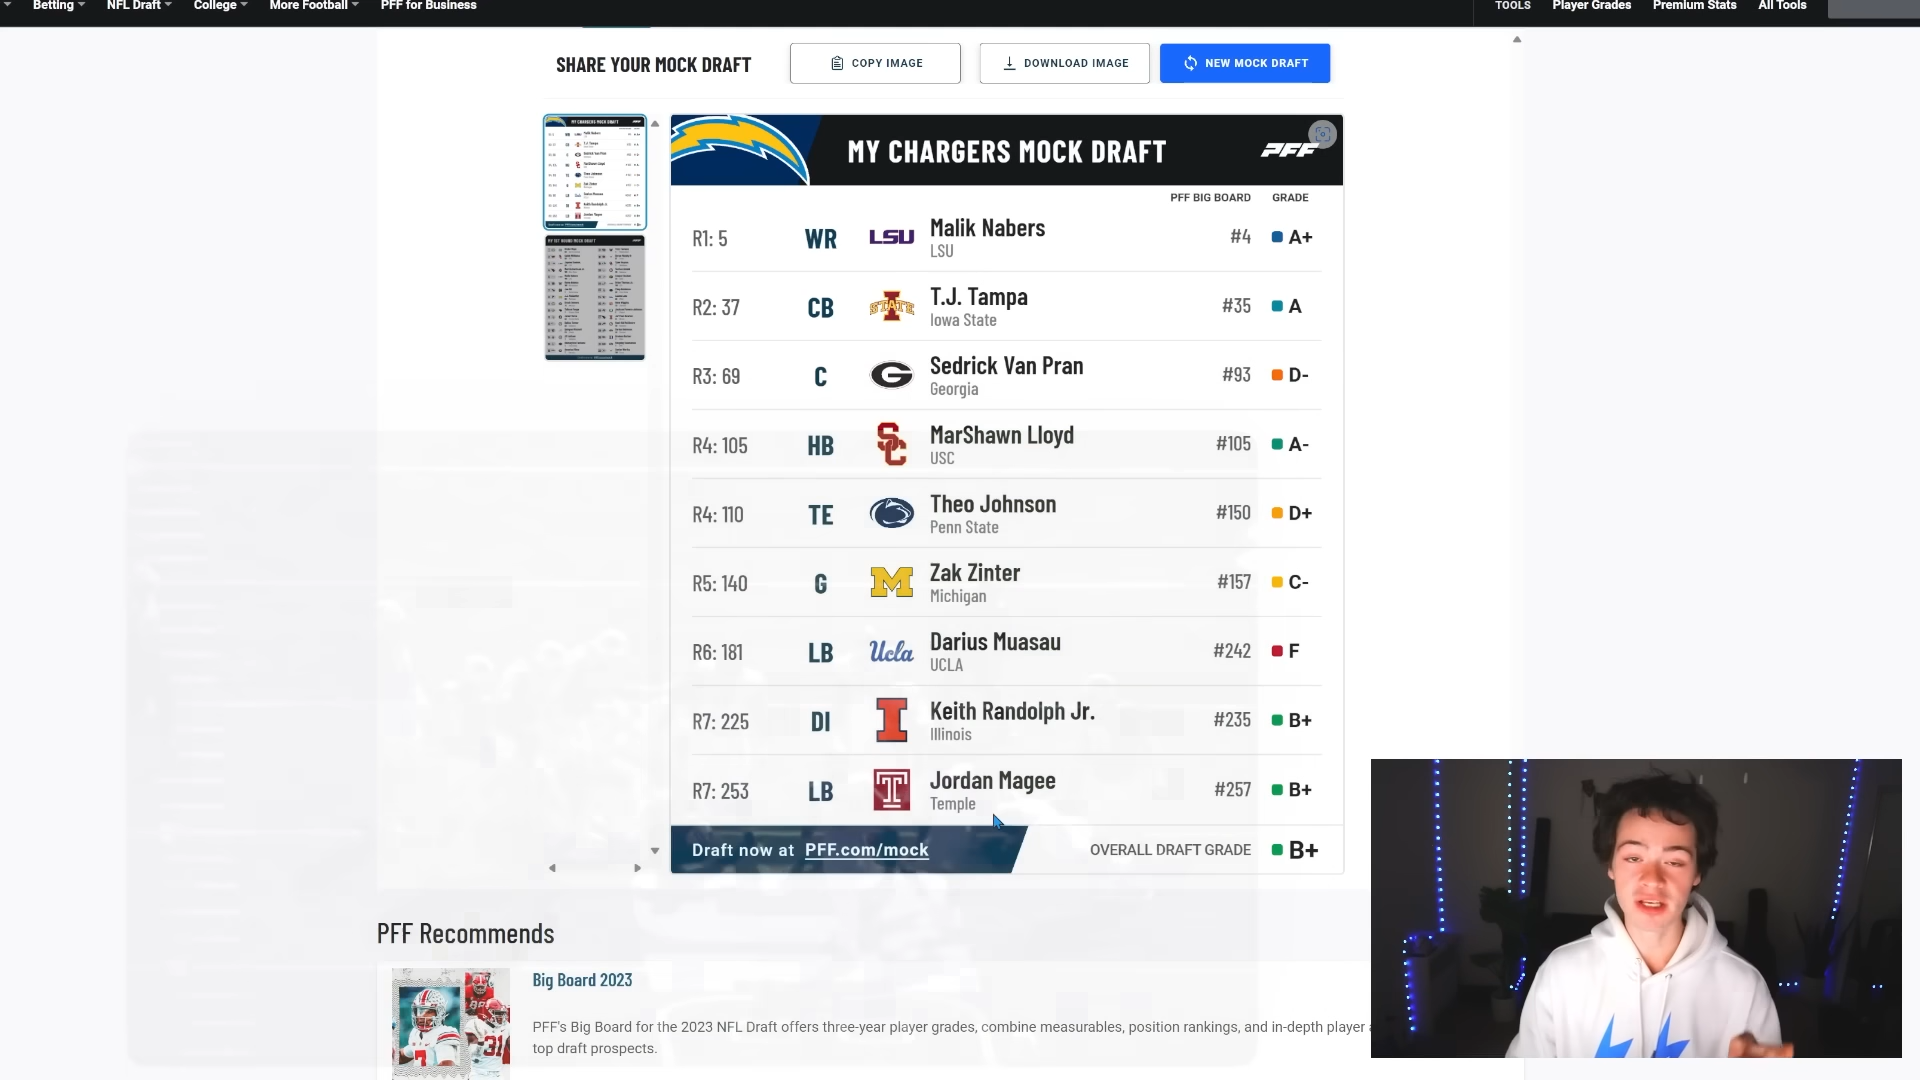 Betting NFL Draft College More Football PFF for Business TOOLS Player Grades Premium Stats All Tools
SHARE YOUR MOCK DRAFT COPY IMAGE DOWNLOAD IMAGE NEW MOCK DRAFT
MY CHARGERS MOCK DRAFT PFF
PFF BIG BOARD GRADE
R1: 5 WR LSU Malik Nabers #4 A+
LSU
R2: 37 CB STATE T.J. Tampa #35 A
Iowa State
R3: 69 C G Sedrick Van Pran #93 D-
Georgia
R4: 105 HB SC MarShawn Lloyd #105 A-
USC
R4: 110 TE Theo Johnson #150 D+
Penn State
R5: 140 G M Zak Zinter #157 C-
Michigan
R6: 181 LB Ucla Darius Muasau #242 F
UCLA
R7: 225 DI I Keith Randolph Jr. #235 B+
Illinois
R7: 253 LB T Jordan Magee #257 B+
Temple
Draft now at PFF.com/mock OVERALL DRAFT GRADE B+
PFF Recommends
Big Board 2023
PFF's Big Board for the 2023 NFL Draft offers three-year player grades, combine measurables, position rankings, and in-depth player
top draft prospects.